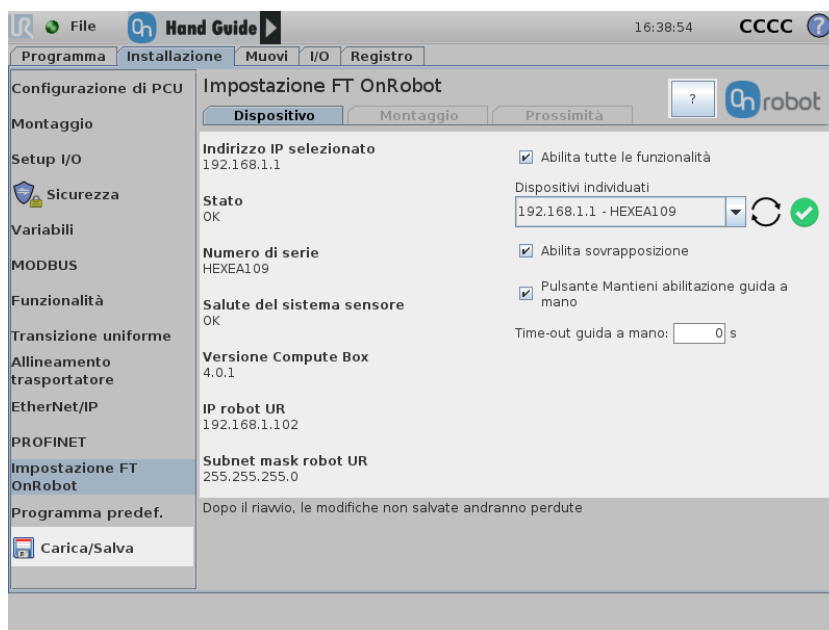 File
Hand Guide
16:38:54
CCCC
?
Programma
Installazione
Muovi
I/O
Registro
Configurazione di PCU
Montaggio
Setup I/O
Sicurezza
Variabili
MODBUS
Funzionalità
Transizione uniforme
Allineamento
trasportatore
EtherNet/IP
PROFINET
Impostazione FT
OnRobot
Programma predef.
Carica/Salva
Impostazione FT OnRobot
?
On robot
Dispositivo
Montaggio
Prossimità
Indirizzo IP selezionato
192.168.1.1
Stato
OK
Numero di serie
HEXEA109
Salute del sistema sensore
OK
Versione Compute Box
4.0.1
IP robot UR
192.168.1.102
Subnet mask robot UR
255.255.255.0
Abilita tutte le funzionalità
Dispositivi individuati
192.168.1.1 - HEXEA109
Abilita sovrapposizione
Pulsante Mantieni abilitazione guida a
mano
Time-out guida a mano: 0 s
Dopo il riavvio, le modifiche non salvate andranno perdute